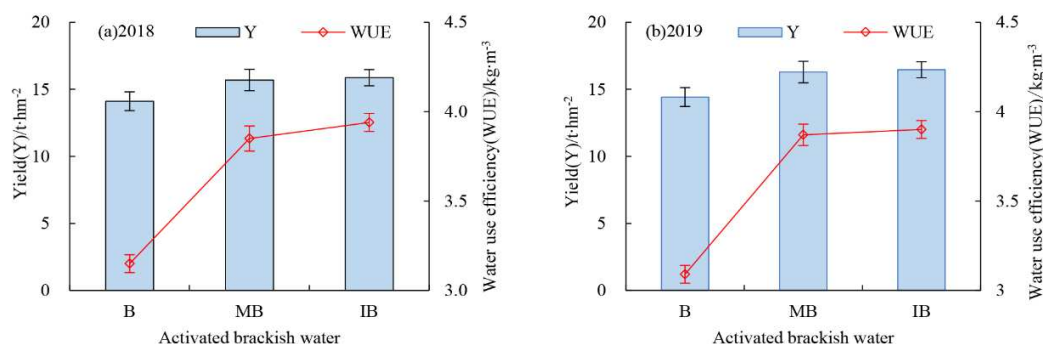 (a)2018
Y
WUE
Yield(Y)/t·hm-2
20
15
10
5
0
4.5
4.0
3.5
3.0
Water use efficiency(WUE)/kg·m-3
B
MB
IB
Activated brackish water
(b)2019
Y
WUE
Yield(Y)/t·hm-2
20
15
10
5
0
4.5
4
3.5
3
Water use efficiency(WUE)/kg·m-3
B
MB
IB
Activated brackish water